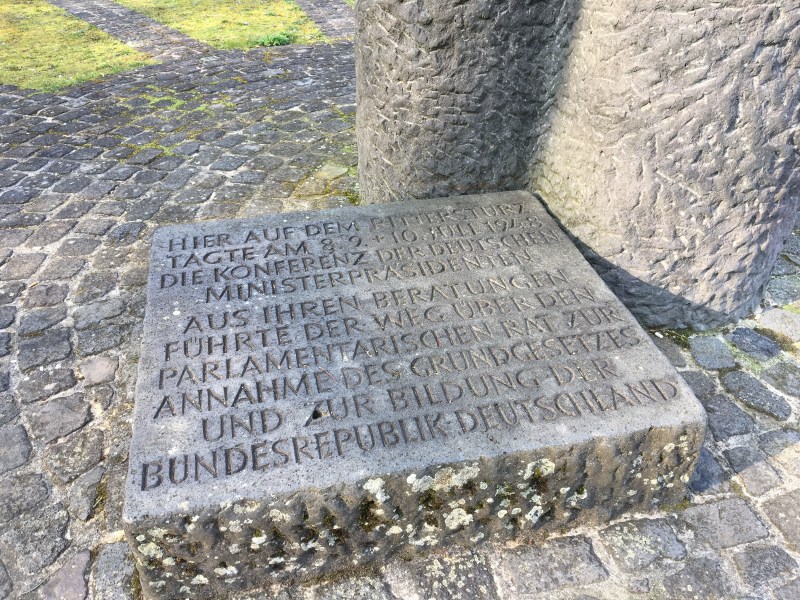 HIER AUF DEM RITTERSTURZ
TAGTE AM 8. 9. + 10. JULI 1948
DIE KONFERENZ DER DEUTSCHEN
MINISTERPRÄSIDENTEN
AUS IHREN BERATUNGEN
FÜHRTE DER WEG ÜBER DEN
PARLAMENTARISCHEN RAT ZUR
ANNAHME DES GRUNDGESETZES
UND ZUR BILDUNG DER
BUNDESREPUBLIK·DEUTSCHLAND